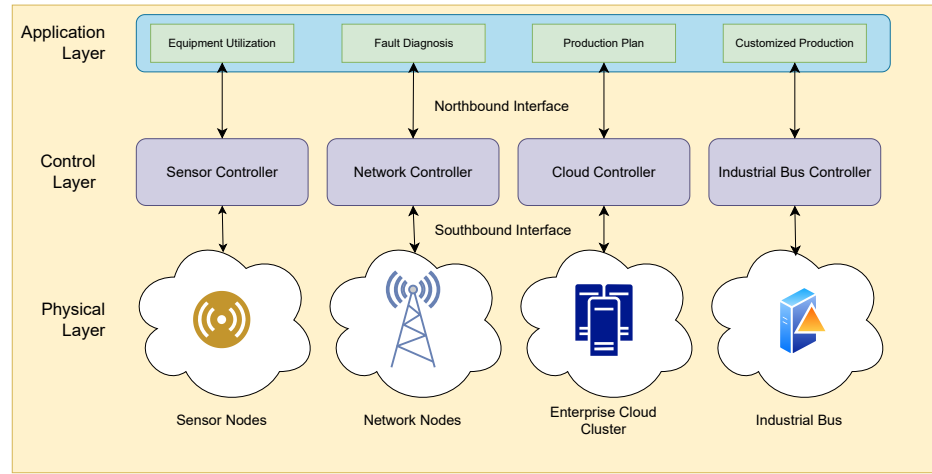 Application
Layer
Equipment Utilization
Fault Diagnosis
Production Plan
Customized Production
Northbound Interface
Control
Layer
Sensor Controller
Network Controller
Cloud Controller
Industrial Bus Controller
Southbound Interface
Physical
Layer
Sensor Nodes
Network Nodes
Enterprise Cloud
Cluster
Industrial Bus